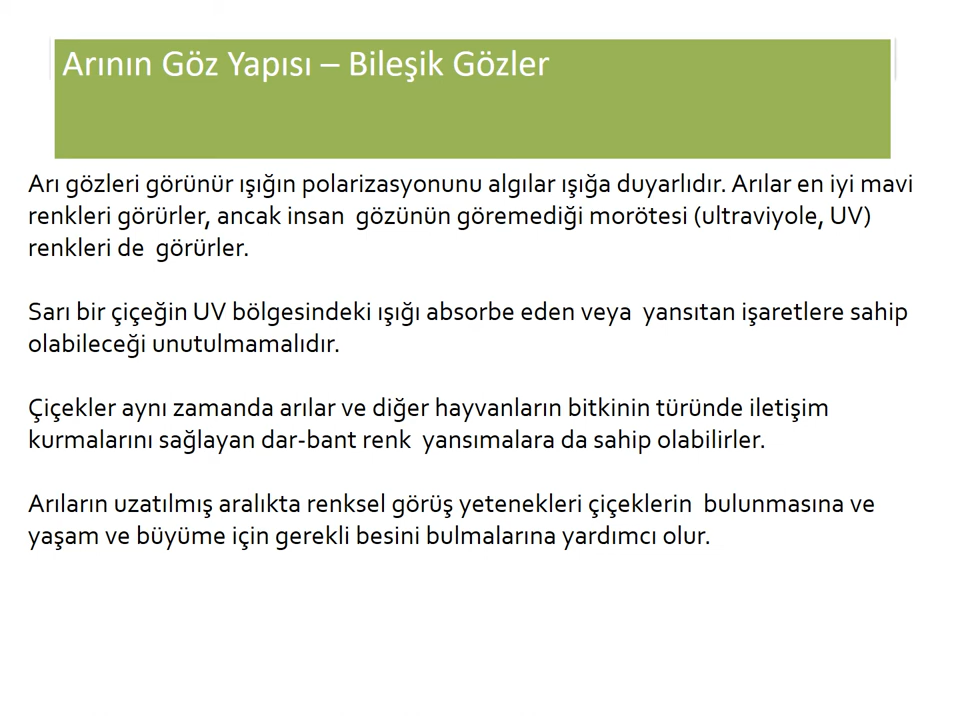 Arının Göz Yapısı – Bileşik Gözler
Arı gözleri görünür ışığın polarizasyonunu algılar ışığa duyarlıdır. Arılar en iyi mavi
renkleri görürler, ancak insan  gözünün göremediği morötesi (ultraviyole, UV)
renkleri de  görürler.
Sarı bir çiçeğin UV bölgesindeki ışığı absorbe eden veya  yansıtan işaretlere sahip
olabileceği unutulmamalıdır.
Çiçekler aynı zamanda arılar ve diğer hayvanların bitkinin türünde iletişim
kurmalarını sağlayan dar-bant renk  yansımalara da sahip olabilirler.
Arıların uzatılmış aralıkta renksel görüş yetenekleri çiçeklerin  bulunmasına ve
yaşam ve büyüme için gerekli besini bulmalarına yardımcı olur.